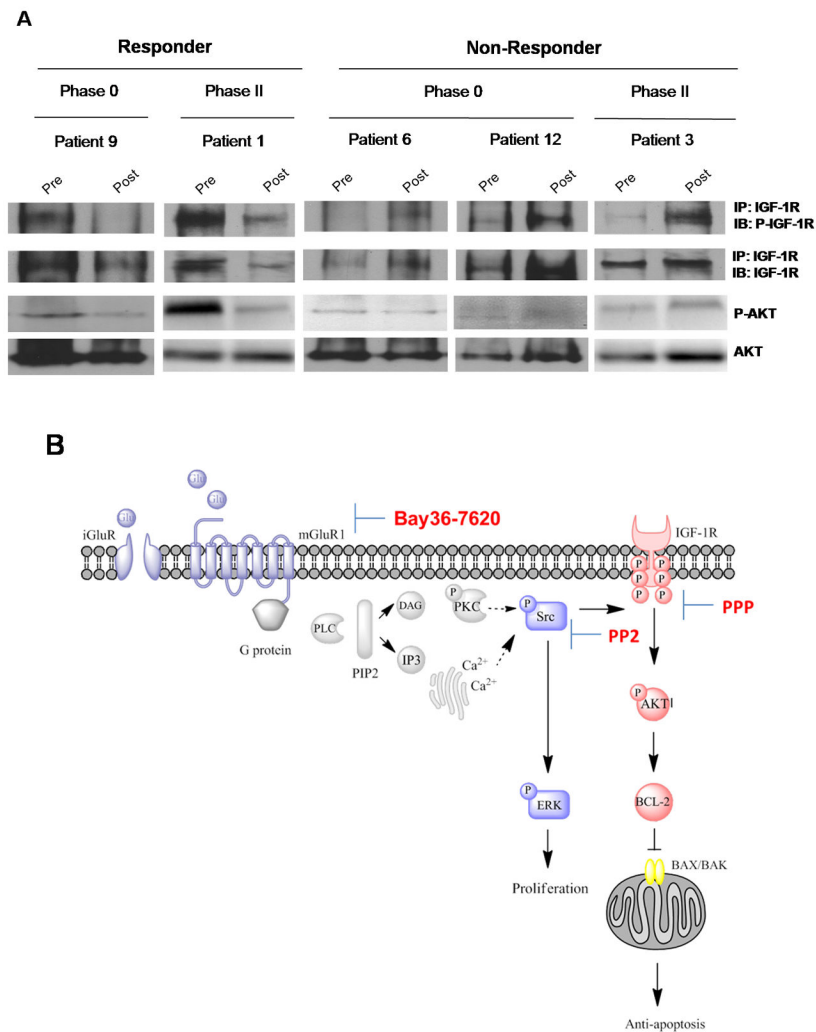 A
Responder
Non-Responder
Phase 0
Phase II
Phase 0
Phase II
Patient 9
Patient 1
Patient 6
Patient 12
Patient 3
Pre
Post
Pre
Post
Pre
Post
Pre
Post
Pre
Post
IP: IGF-1R
IB: P-IGF-1R
IP: IGF-1R
IB: IGF-1R
P-AKT
AKT
B
Glu
Glu
Glu
iGluR
mGluR1
Bay36-7620
IGF-1R
P
P
P
P
P
P
PPP
G protein
PLC
PIP2
DAG
IP3
P
PKC
Ca2+
Ca2+
P
Src
PP2
P
AKT
P
ERK
BCL-2
BAX/BAK
Proliferation
Anti-apoptosis